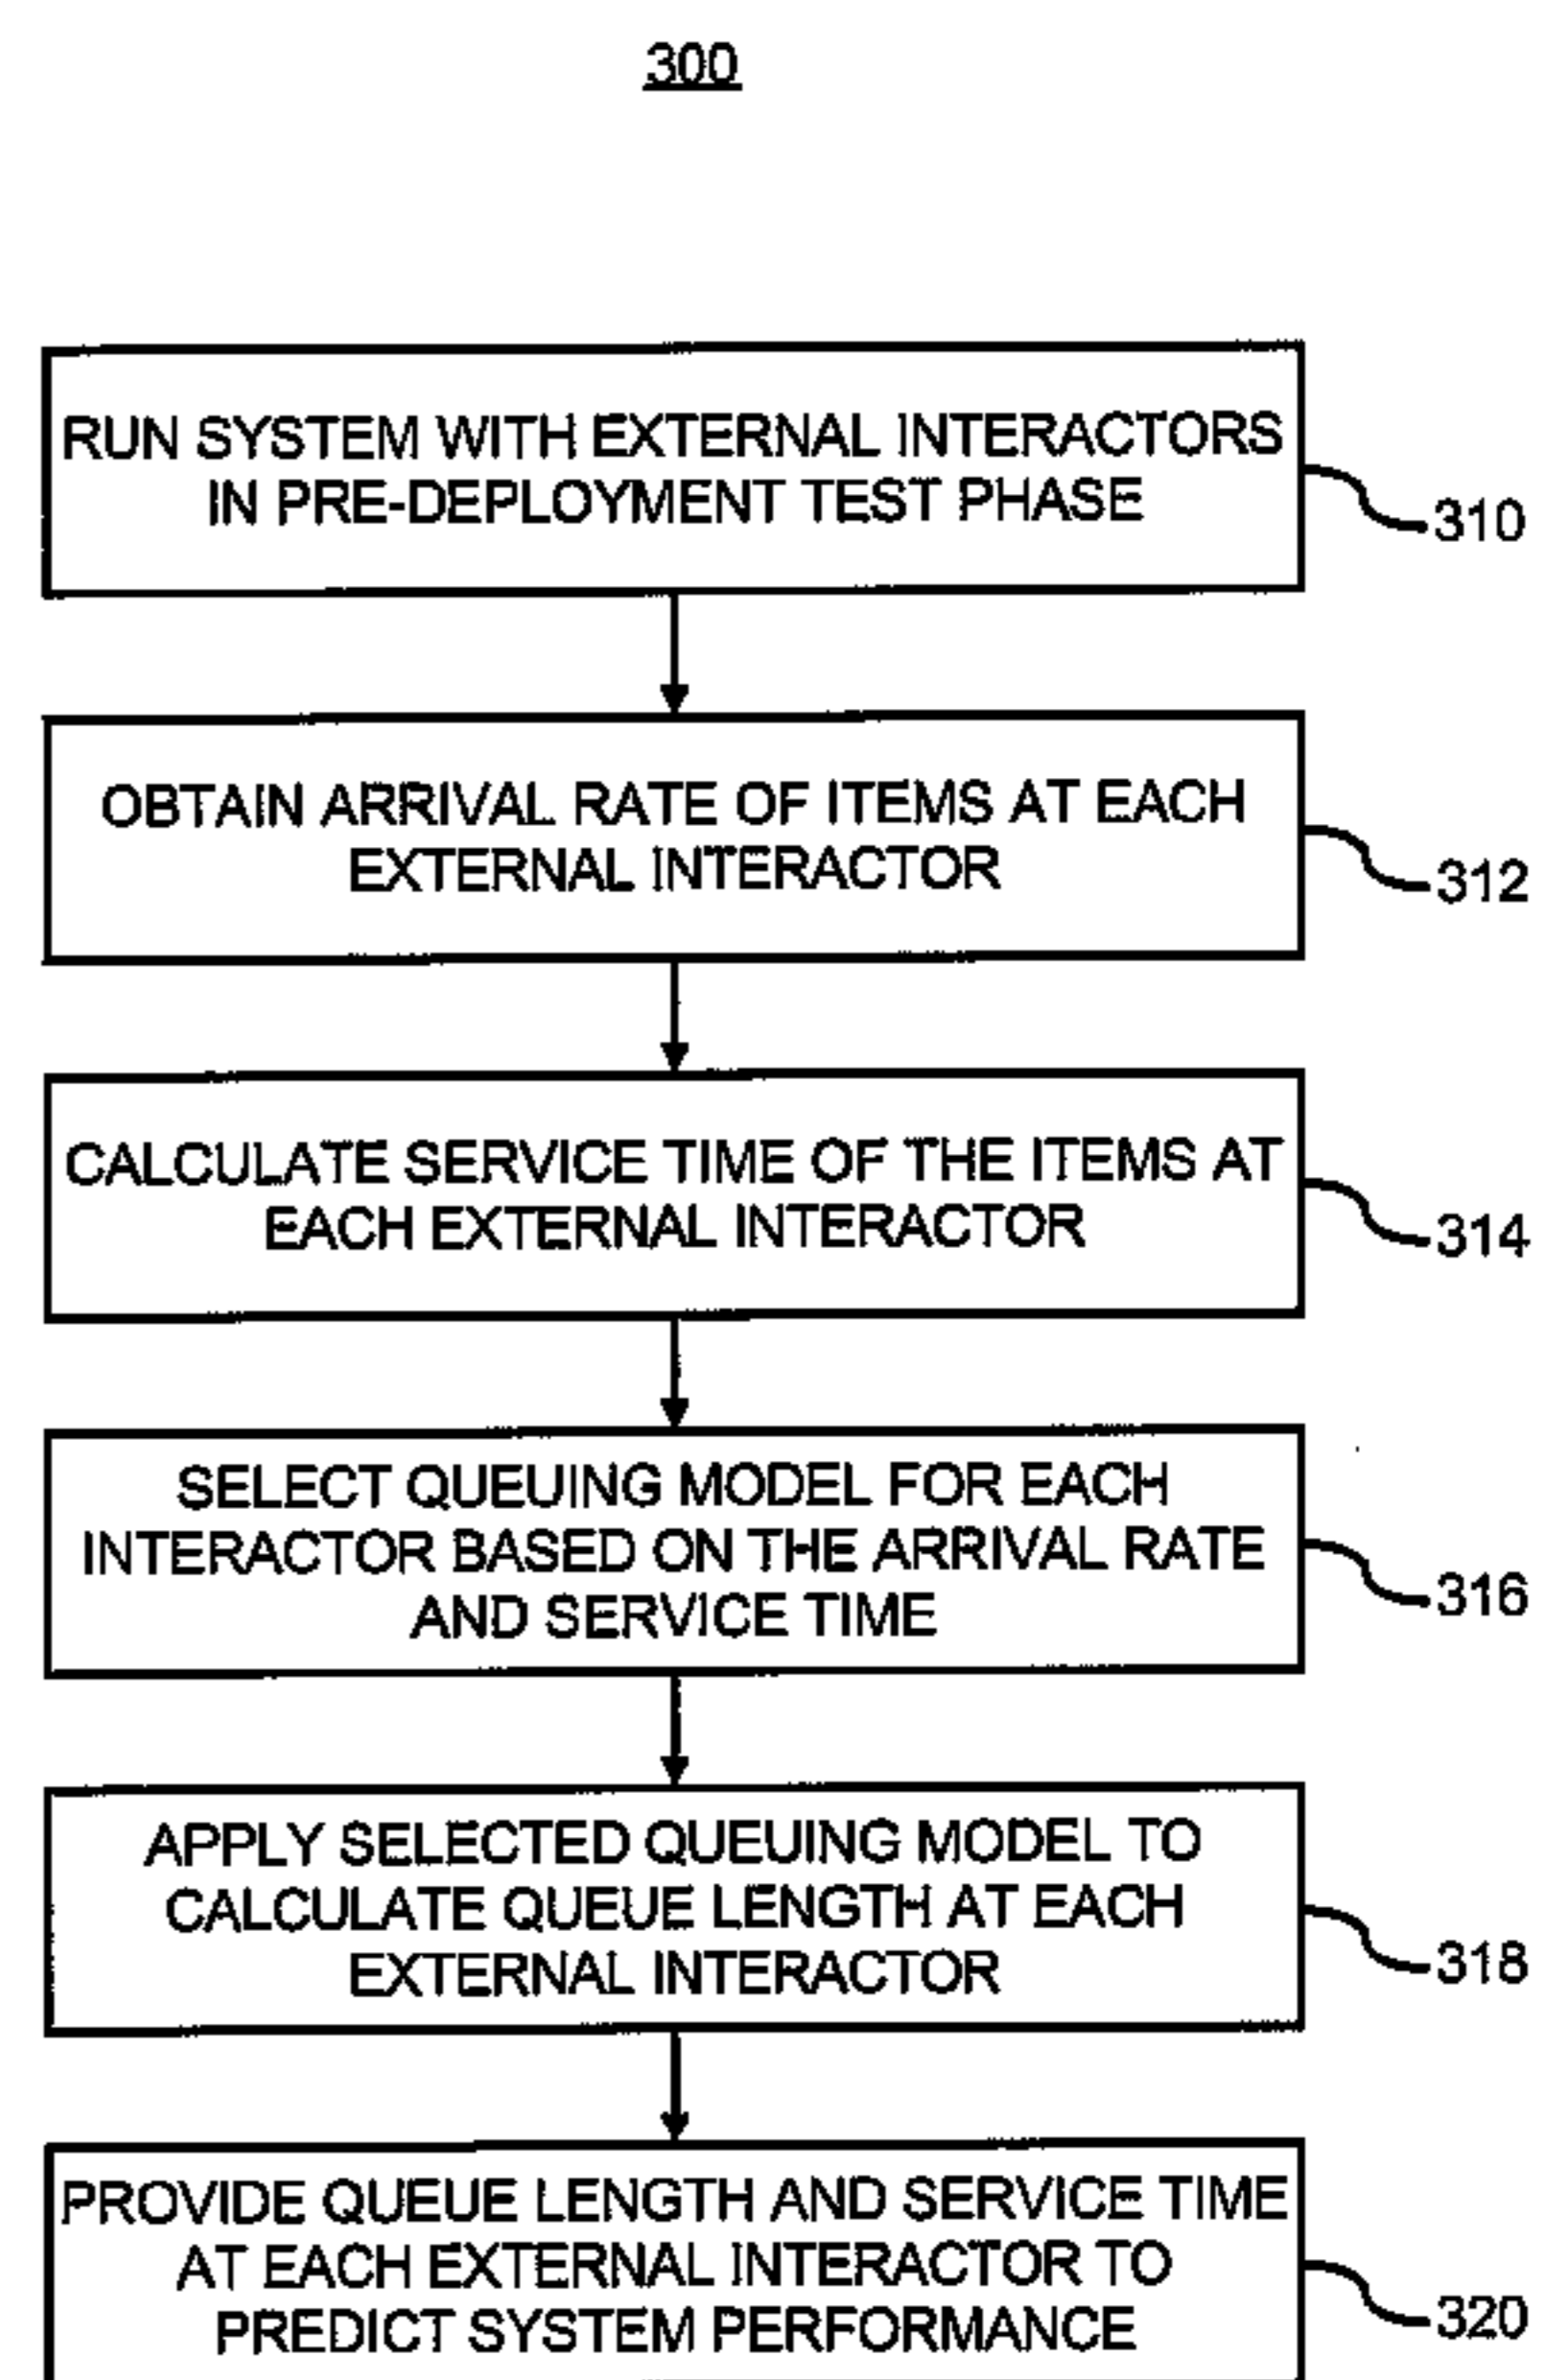 300
RUN SYSTEM WITH EXTERNAL INTERACTORS
IN PRE-DEPLOYMENT TEST PHASE
310
OBTAIN ARRIVAL RATE OF ITEMS AT EACH
EXTERNAL INTERACTOR
312
CALCULATE SERVICE TIME OF THE ITEMS AT
EACH EXTERNAL INTERACTOR
314
SELECT QUEUING MODEL FOR EACH
INTERACTOR BASED ON THE ARRIVAL RATE
AND SERVICE TIME
316
APPLY SELECTED QUEUING MODEL TO
CALCULATE QUEUE LENGTH AT EACH
EXTERNAL INTERACTOR
318
PROVIDE QUEUE LENGTH AND SERVICE TIME
AT EACH EXTERNAL INTERACTOR TO
PREDICT SYSTEM PERFORMANCE
320